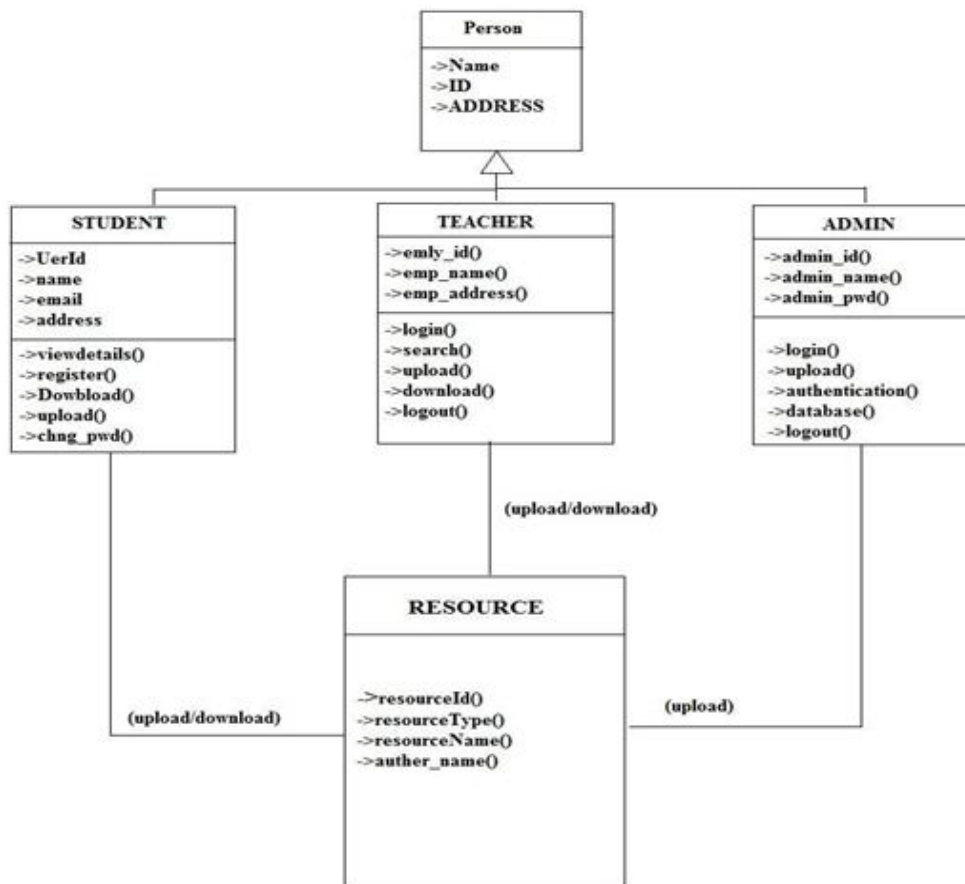 Person
->Name
->ID
->ADDRESS
STUDENT
->UerId
->name
->email
->address
->viewdetails()
->register()
->Dowbload()
->upload()
->chng_pwd()
TEACHER
->emly_id()
->emp_name()
->emp_address()
->login()
->search()
->upload()
->download()
->logout()
ADMIN
->admin_id()
->admin_name()
->admin_pwd()
->login()
->upload()
->authentication()
->database()
->logout()
(upload/download)
RESOURCE
->resourceId()
->resourceType()
->resourceName()
->auther_name()
(upload/download)
(upload)